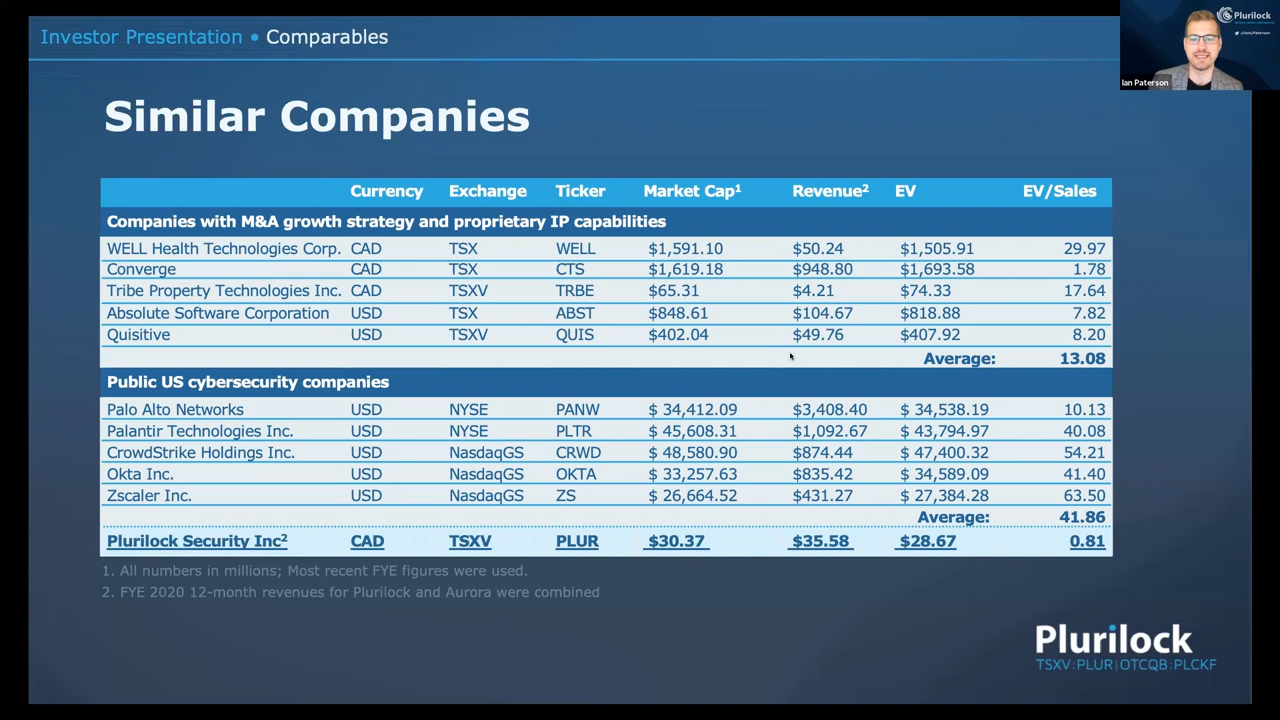 Investor Presentation • Comparables
Plurilock
Ian Paterson
Similar Companies
Currency Exchange Ticker Market Cap¹ Revenue² EV EV/Sales
Companies with M&A growth strategy and proprietary IP capabilities
WELL Health Technologies Corp. CAD TSX WELL $1,591.10 $50.24 $1,505.91 29.97
Converge CAD TSX CTS $1,619.18 $948.80 $1,693.58 1.78
Tribe Property Technologies Inc. CAD TSXV TRBE $65.31 $4.21 $74.33 17.64
Absolute Software Corporation USD TSX ABST $848.61 $104.67 $818.88 7.82
Quisitive USD TSXV QUIS $402.04 $49.76 $407.92 8.20
Average: 13.08
Public US cybersecurity companies
Palo Alto Networks USD NYSE PANW $ 34,412.09 $3,408.40 $ 34,538.19 10.13
Palantir Technologies Inc. USD NYSE PLTR $ 45,608.31 $1,092.67 $ 43,794.97 40.08
CrowdStrike Holdings Inc. USD NasdaqGS CRWD $ 48,580.90 $874.44 $ 47,400.32 54.21
Okta Inc. USD NasdaqGS OKTA $ 33,257.63 $835.42 $ 34,589.09 41.40
Zscaler Inc. USD NasdaqGS ZS $ 26,664.52 $431.27 $ 27,384.28 63.50
Average: 41.86
Plurilock Security Inc² CAD TSXV PLUR $30.37 $35.58 $28.67 0.81
1. All numbers in millions; Most recent FYE figures were used.
2. FYE 2020 12-month revenues for Plurilock and Aurora were combined
Plurilock
TSXV:PLUR|OTCQB:PLCKF